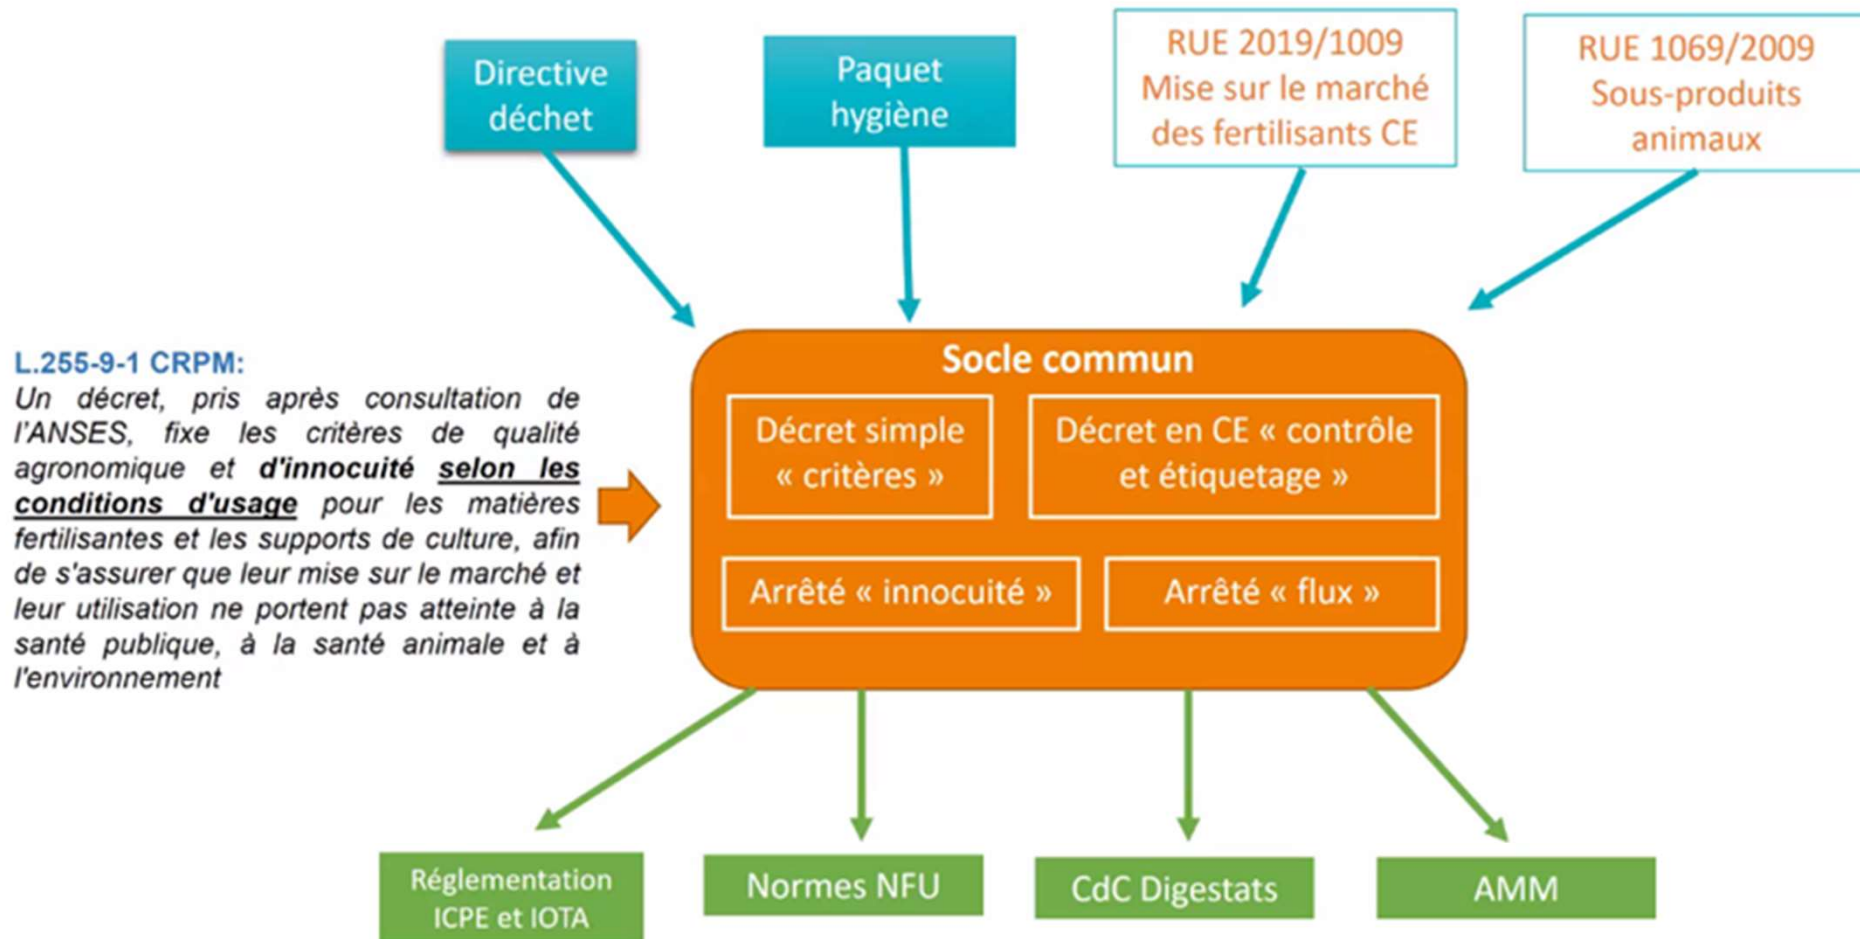 Directive
déchet
Paquet
hygiène
RUE 2019/1009
Mise sur le marché
des fertilisants CE
RUE 1069/2009
Sous-produits
animaux
L.255-9-1 CRPM:
Un décret, pris après consultation de
l'ANSES, fixe les critères de qualité
agronomique et d'innocuité selon les
conditions d'usage pour les matières
fertilisantes et les supports de culture, afin
de s'assurer que leur mise sur le marché et
leur utilisation ne portent pas atteinte à la
santé publique, à la santé animale et à
l'environnement
Socle commun
Décret simple
« critères »
Décret en CE « contrôle
et étiquetage »
Arrêté « innocuité »
Arrêté « flux »
Réglementation
ICPE et IOTA
Normes NFU
CdC Digestats
AMM